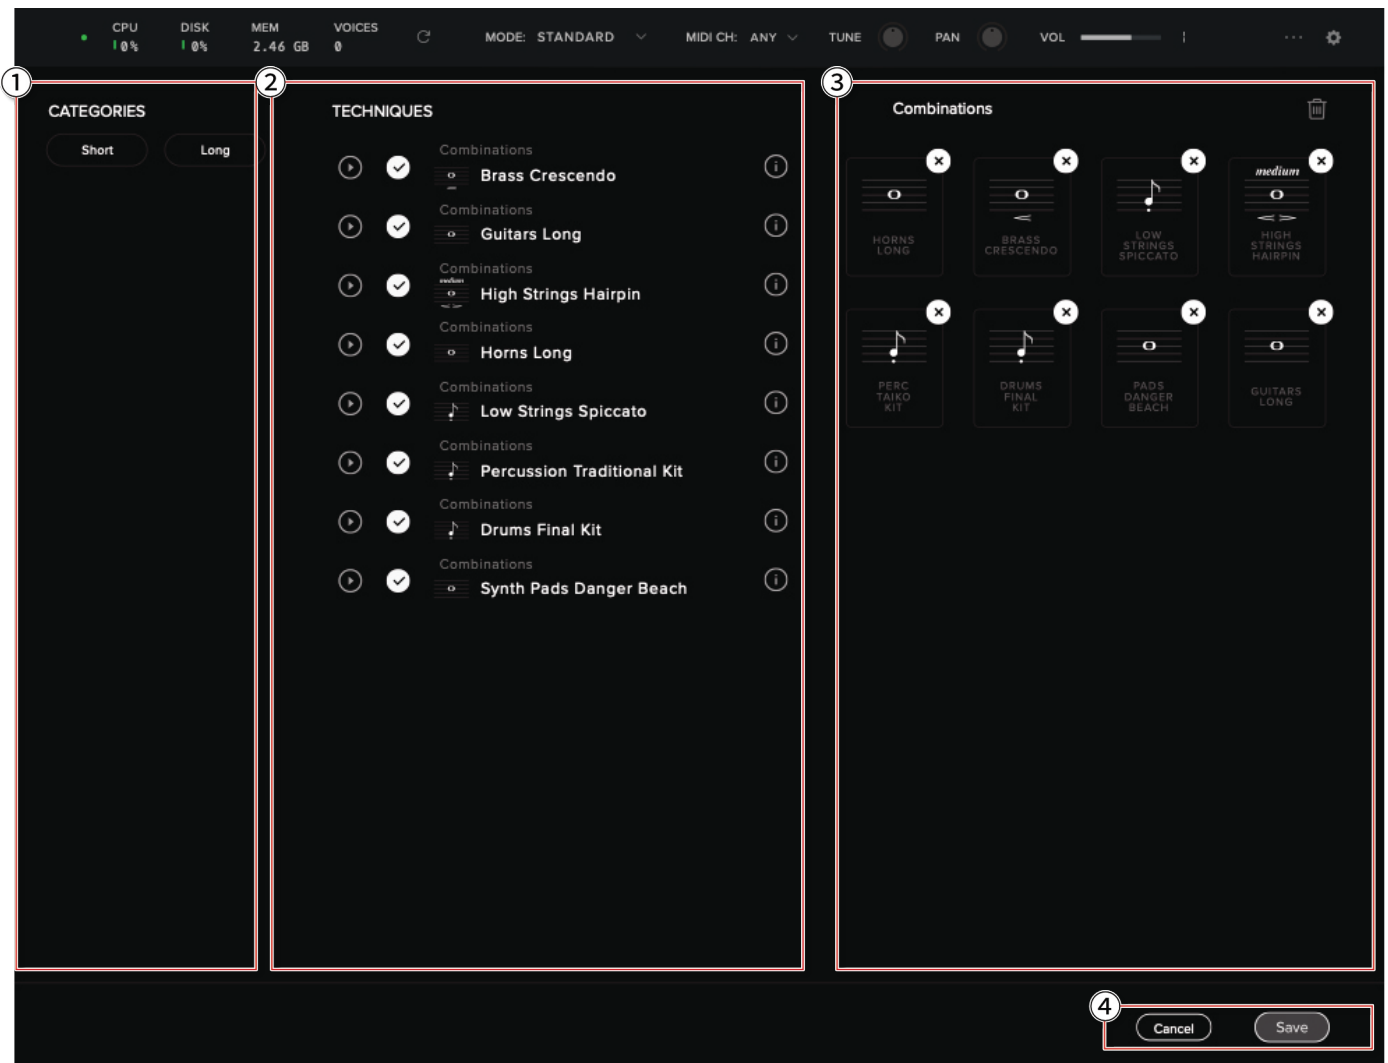 CPU
0%
DISK
0%
MEM
2.46 GB
VOICES
0
MODE: STANDARD
MIDI CH: ANY
TUNE
PAN
VOL
...
1
CATEGORIES
Short
Long
2
TECHNIQUES
Combinations
Brass Crescendo
Combinations
Guitars Long
Combinations
medium
High Strings Hairpin
Combinations
Horns Long
Combinations
Low Strings Spiccato
Combinations
Percussion Traditional Kit
Combinations
Drums Final Kit
Combinations
Synth Pads Danger Beach
3
Combinations
HORNS
LONG
BRASS
CRESCENDO
LOW
STRINGS
SPICCATO
medium
HIGH
STRINGS
HAIRPIN
PERC
TAIKO
KIT
DRUMS
FINAL
KIT
PADS
DANGER
BEACH
GUITARS
LONG
4
Cancel
Save